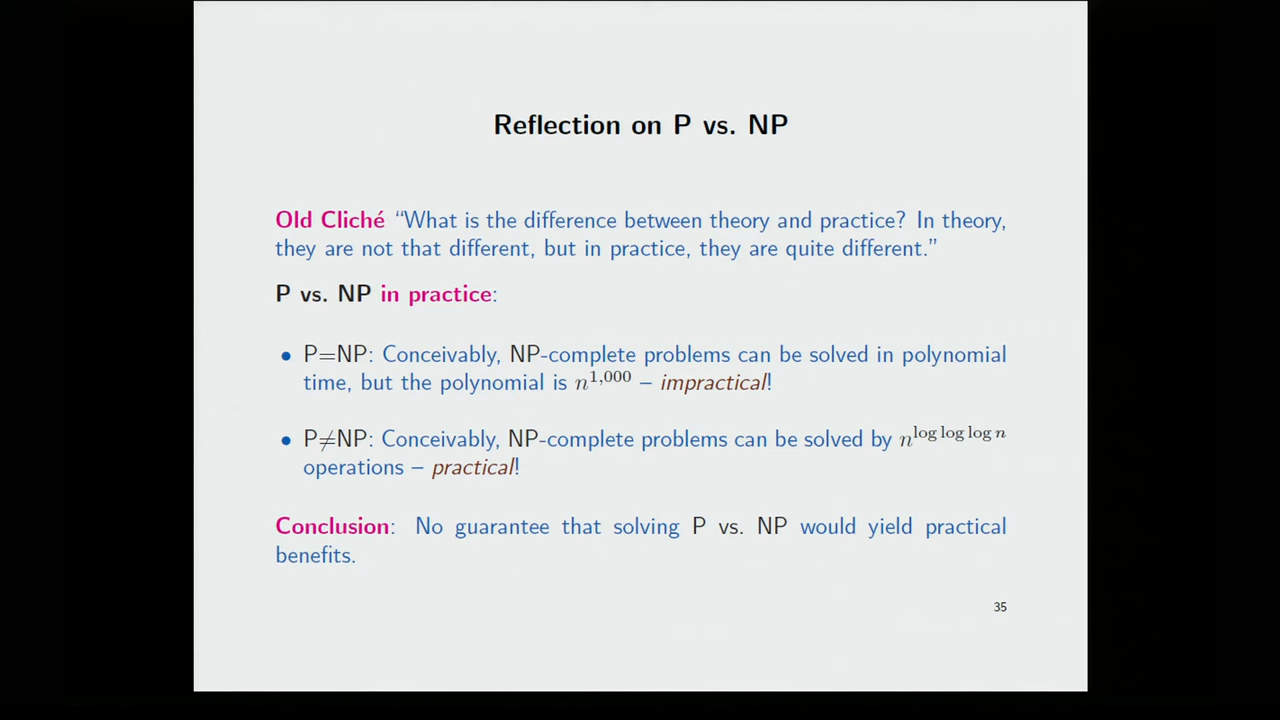 Reflection on P vs. NP
Old Cliché “What is the difference between theory and practice? In theory,
they are not that different, but in practice, they are quite different.”
P vs. NP in practice:
• P=NP: Conceivably, NP-complete problems can be solved in polynomial
time, but the polynomial is n^1,000 – impractical!
• P≠NP: Conceivably, NP-complete problems can be solved by n^log log log n
operations – practical!
Conclusion: No guarantee that solving P vs. NP would yield practical
benefits.
35